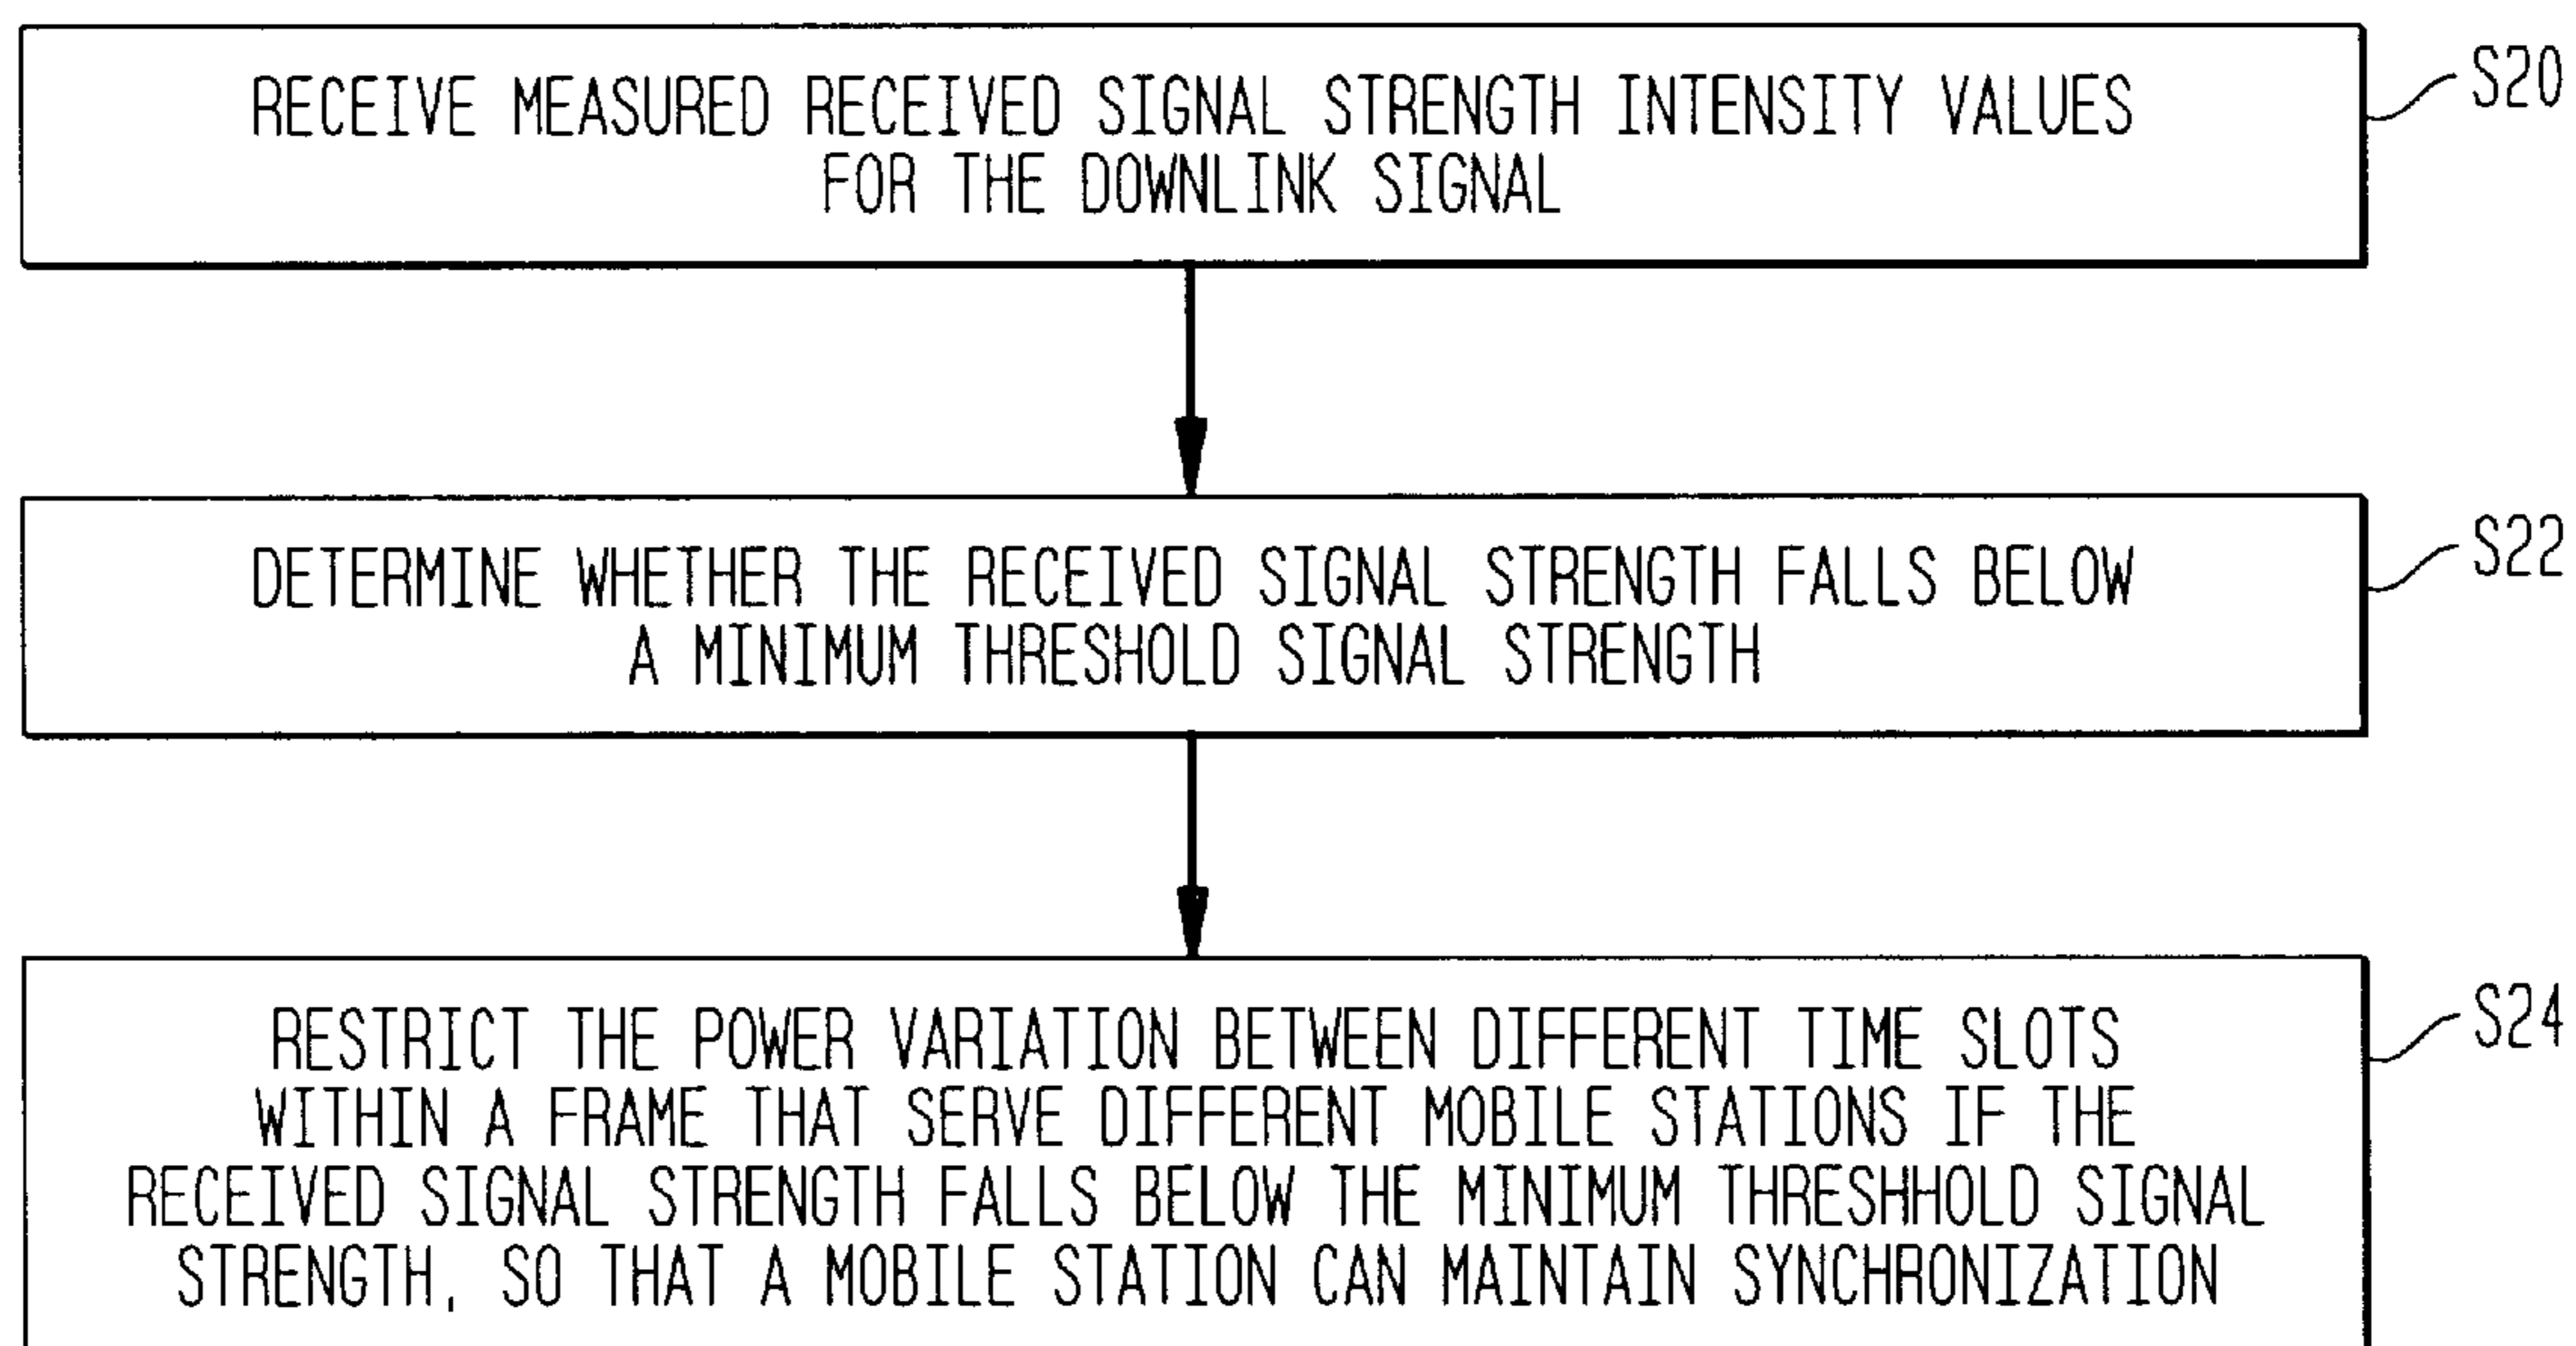 RECEIVE MEASURED RECEIVED SIGNAL STRENGTH INTENSITY VALUES
FOR THE DOWNLINK SIGNAL
S20
DETERMINE WHETHER THE RECEIVED SIGNAL STRENGTH FALLS BELOW
A MINIMUM THRESHOLD SIGNAL STRENGTH
S22
RESTRICT THE POWER VARIATION BETWEEN DIFFERENT TIME SLOTS
WITHIN A FRAME THAT SERVE DIFFERENT MOBILE STATIONS IF THE
RECEIVED SIGNAL STRENGTH FALLS BELOW THE MINIMUM THRESHHOLD SIGNAL
STRENGTH, SO THAT A MOBILE STATION CAN MAINTAIN SYNCHRONIZATION
S24